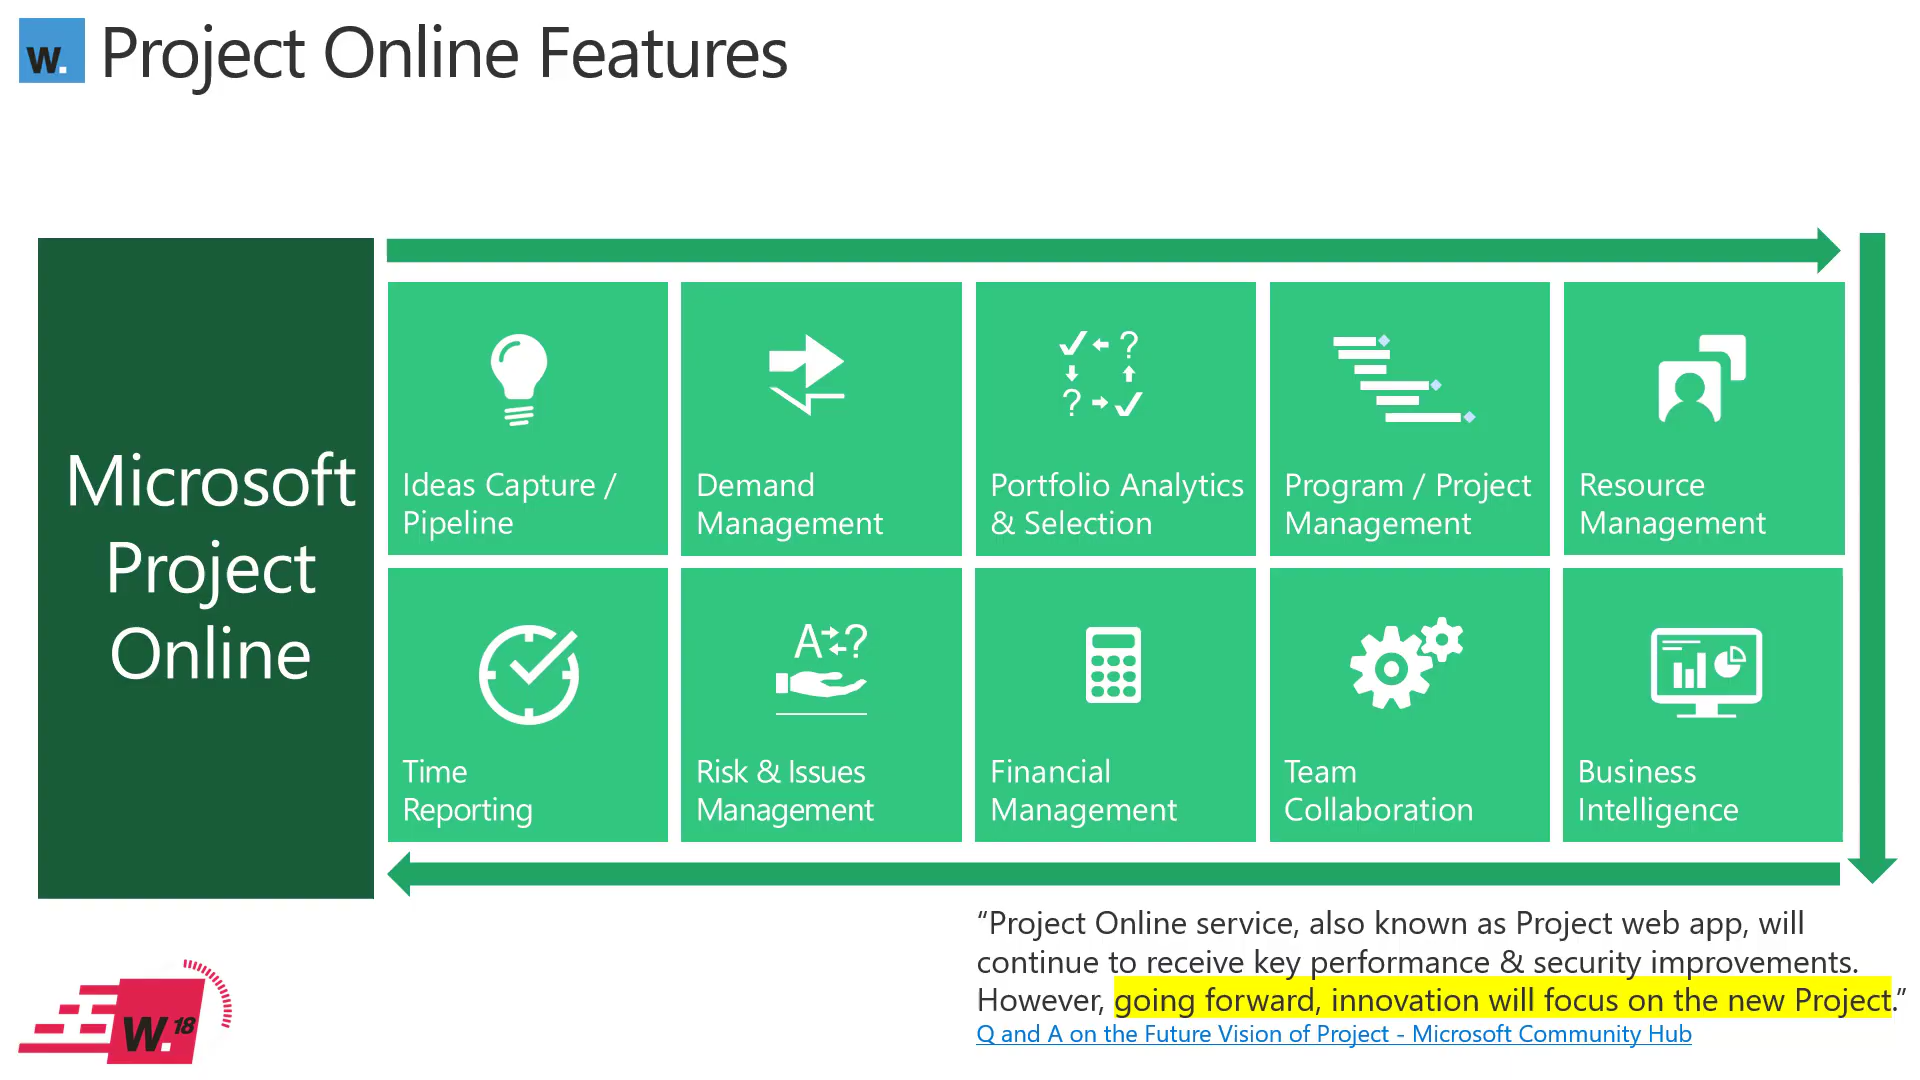 W.
Project Online Features
Microsoft
Project
Online
Ideas Capture /
Pipeline
Demand
Management
Portfolio Analytics
& Selection
Program / Project
Management
Resource
Management
Time
Reporting
A ?
Risk & Issues
Management
Financial
Management
Team
Collaboration
Business
Intelligence
“Project Online service, also known as Project web app, will
continue to receive key performance & security improvements.
However, going forward, innovation will focus on the new Project.”
Q and A on the Future Vision of Project - Microsoft Community Hub
W.18